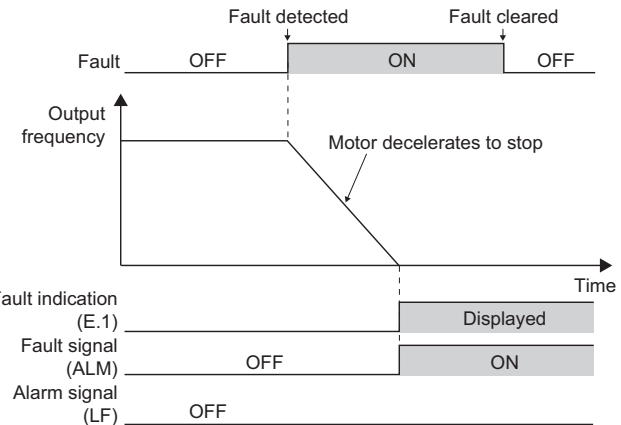 Fault detected
Fault cleared
Fault
OFF
ON
OFF
Output
frequency
Motor decelerates to stop
Time
Fault indication
(E.1)
Displayed
Fault signal
(ALM)
OFF
ON
Alarm signal
(LF)
OFF